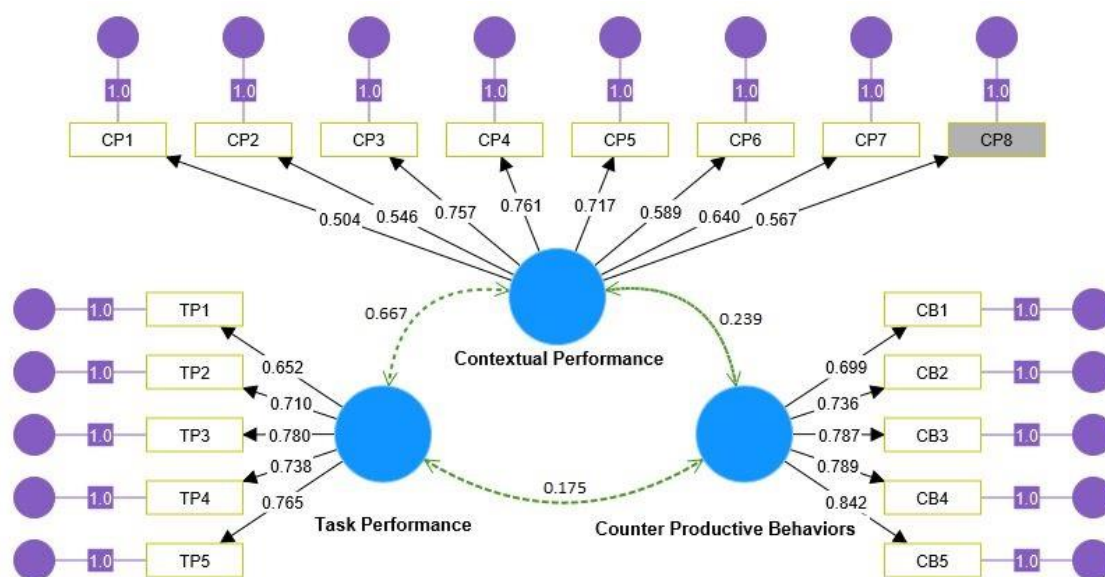 1.0 1.0 1.0 1.0 1.0 1.0 1.0 1.0
CP1 CP2 CP3 CP4 CP5 CP6 CP7 CP8
0.504 0.546 0.757 0.761 0.717 0.589 0.640 0.567
Contextual Performance
0.667
0.239
0.175
1.0 TP1
1.0 TP2
1.0 TP3
1.0 TP4
1.0 TP5
0.652
0.710
0.780
0.738
0.765
Task Performance
0.699
0.736
0.787
0.789
0.842
Counter Productive Behaviors
CB1 1.0
CB2 1.0
CB3 1.0
CB4 1.0
CB5 1.0